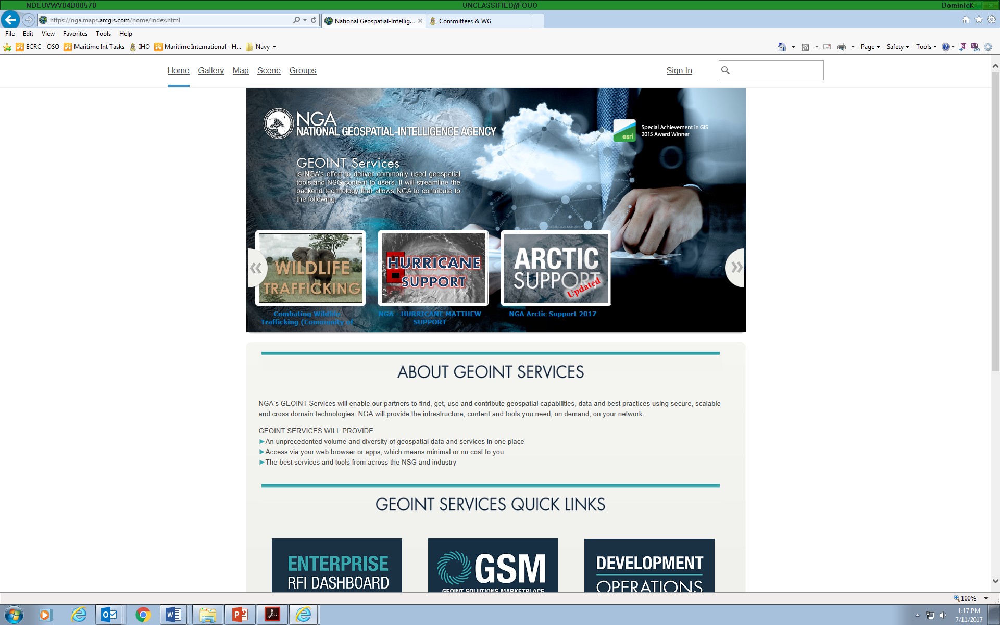 NDEUVWV04B00570
UNCLASSIFIED//FOUO
DominicK
https://nga.maps.arcgis.com/home/index.html
National Geospatial-Intellig...
Committees & WG
File Edit View Favorites Tools Help
ECRC - OSO Maritime Int Tasks IHO Maritime International - H... Navy
Page Safety Tools
Home Gallery Map Scene Groups
Sign In
NGA
NATIONAL GEOSPATIAL-INTELLIGENCE AGENCY
esri
Special Achievement in GIS
2015 Award Winner
GEOINT Services
is NGA's effort to deliver commonly used geospatial
tools and NSG content to users. It will streamline the
backend technology that allows NGA to contribute to
the following:
WILDLIFE
TRAFFICKING
HURRICANE
SUPPORT
ARCTIC
SUPPORT
Updated
Combating Wildlife
Trafficking (Community of
NGA - HURRICANE MATTHEW
SUPPORT
NGA Arctic Support 2017
ABOUT GEOINT SERVICES
NGA's GEOINT Services will enable our partners to find, get, use and contribute geospatial capabilities, data and best practices using secure, scalable
and cross domain technologies. NGA will provide the infrastructure, content and tools you need, on demand, on your network.
GEOINT SERVICES WILL PROVIDE:
►An unprecedented volume and diversity of geospatial data and services in one place
►Access via your web browser or apps, which means minimal or no cost to you
►The best services and tools from across the NSG and industry
GEOINT SERVICES QUICK LINKS
ENTERPRISE
RFI DASHBOARD
GSM
GEOINT SOLUTIONS MARKETPLACE
DEVELOPMENT
OPERATIONS
100%
1:17 PM
7/11/2017